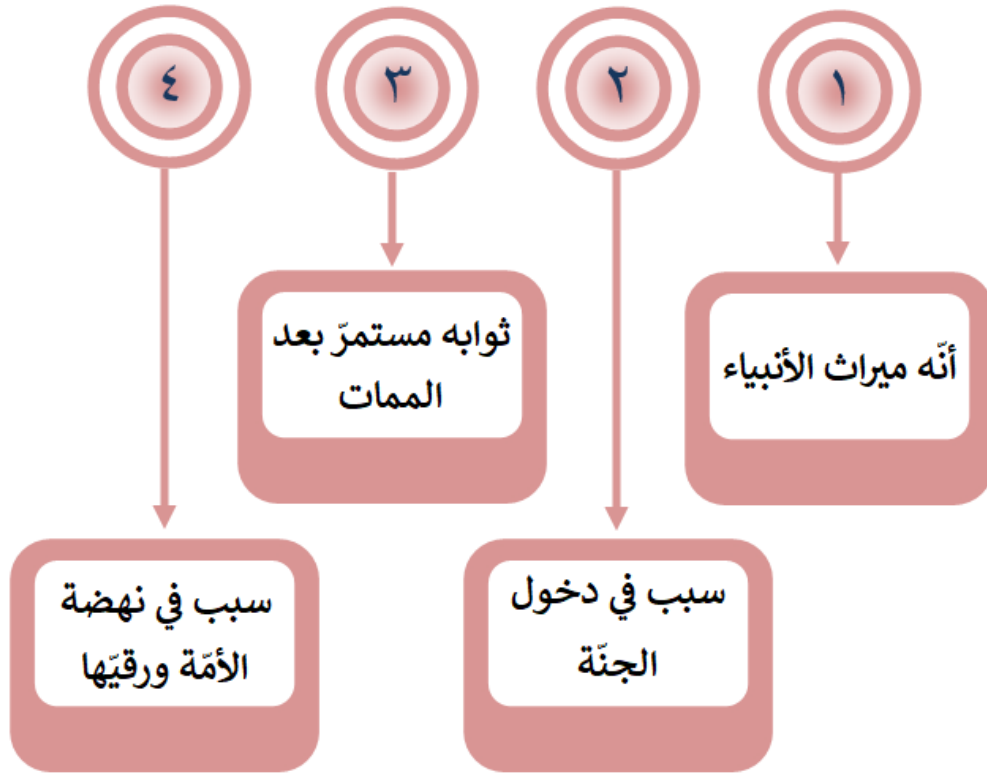 ١
٢
٣
٤
أنّه ميراث الأنبياء
ثوابه مستمرّ بعد
الممات
سبب في دخول
الجنّة
سبب في نهضة
الأمّة ورقيّها